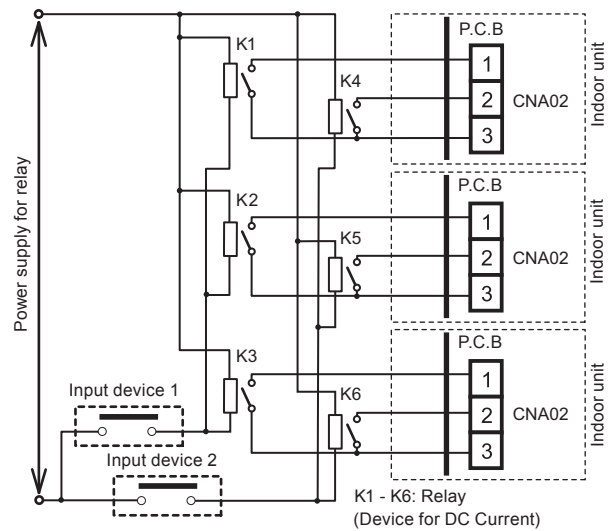 Power supply for relay
K1
K4
P.C.B
1
2
3
CNA02
Indoor unit
K2
K5
P.C.B
1
2
3
CNA02
Indoor unit
K3
K6
P.C.B
1
2
3
CNA02
Indoor unit
Input device 1
Input device 2
K1 - K6: Relay
(Device for DC Current)